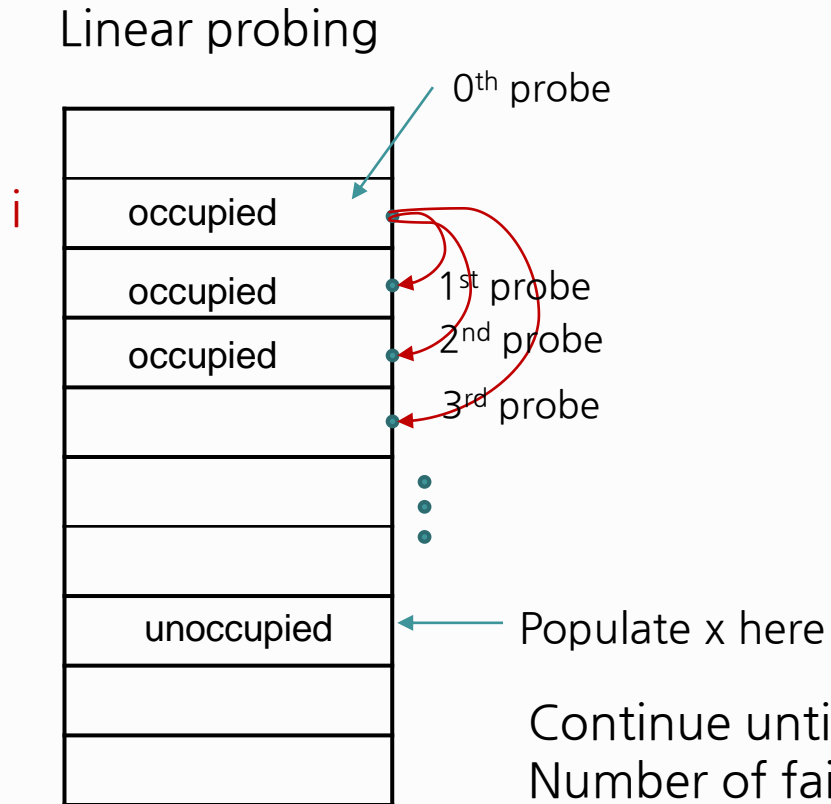 Linear probing
0th probe
i
occupied
occupied
1st probe
occupied
2nd probe
3rd probe
unoccupied
Populate x here
Continue unti
Number of fai